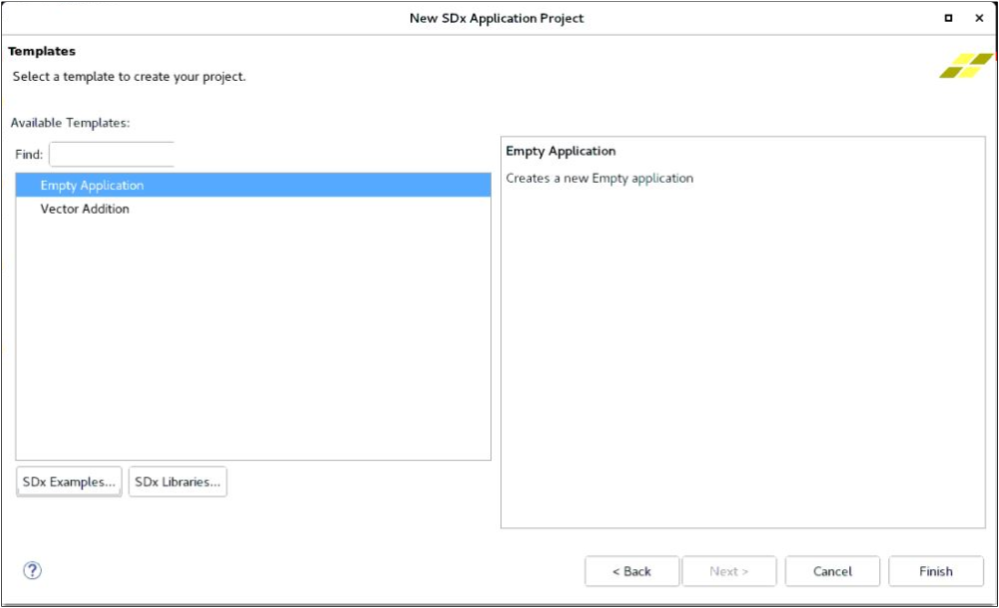 New SDx Application Project
Templates
Select a template to create your project.
Available Templates:
Find:
Empty Application
Vector Addition
Empty Application
Creates a new Empty application
SDx Examples...
SDx Libraries...
?
< Back
Next >
Cancel
Finish